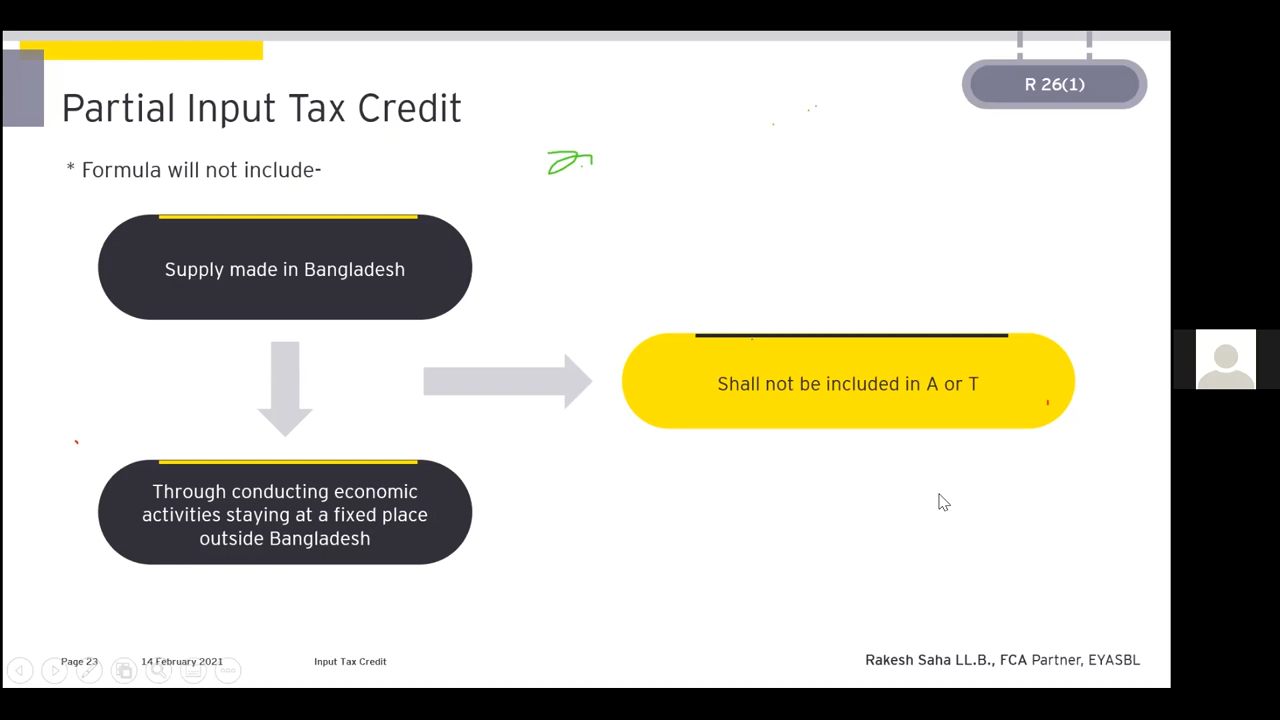 R 26(1)
Partial Input Tax Credit
* Formula will not include-
Supply made in Bangladesh
Shall not be included in A or T
Through conducting economic
activities staying at a fixed place
outside Bangladesh
Page 23 14 February 2021 Input Tax Credit Rakesh Saha LL.B., FCA Partner, EYASBL